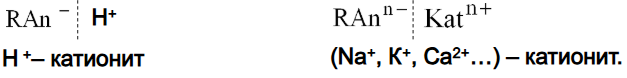 RAn⁻ ¦ H⁺ RAnⁿ⁻ ¦ Katⁿ⁺
H⁺– катионит (Na⁺, K⁺, Ca²⁺…) – катионит.